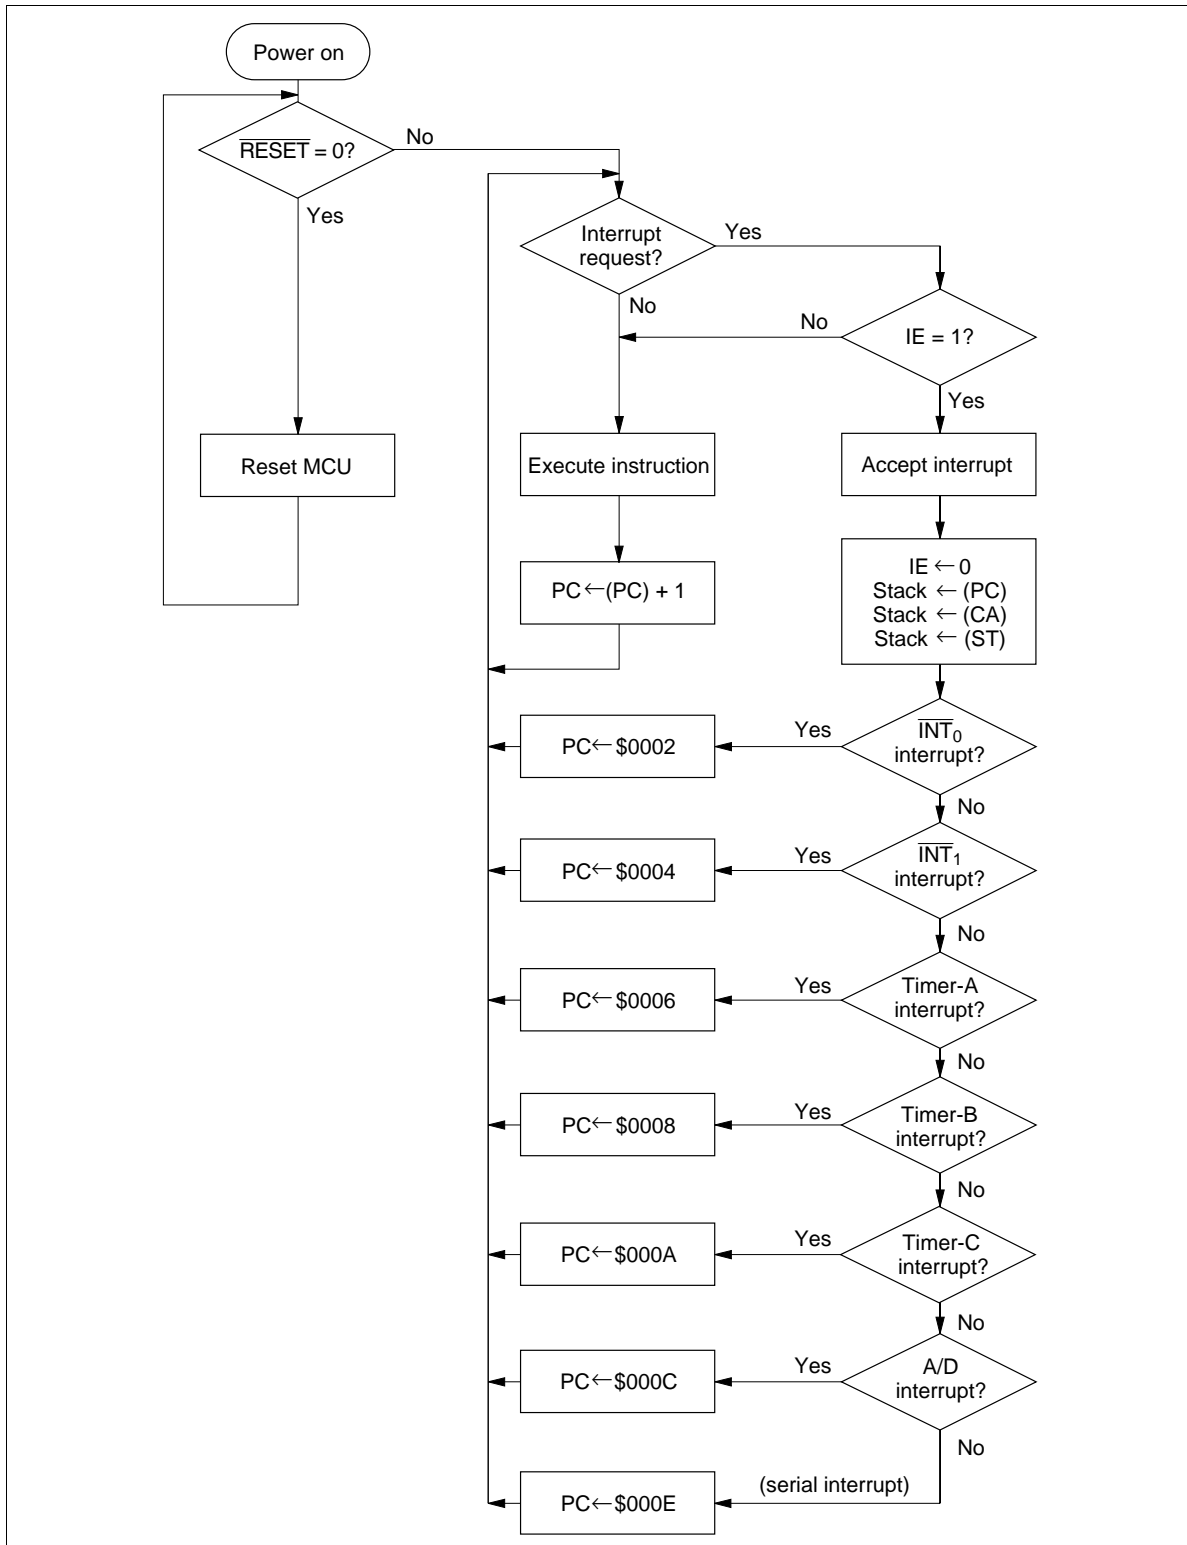 Power on
RESET = 0?
No
Yes
Interrupt
request?
Yes
No
No
IE = 1?
Yes
Reset MCU
Execute instruction
Accept interrupt
PC←(PC) + 1
IE ← 0
Stack ← (PC)
Stack ← (CA)
Stack ← (ST)
PC← $0002
Yes
INT0
interrupt?
No
PC← $0004
Yes
INT1
interrupt?
No
PC← $0006
Yes
Timer-A
interrupt?
No
PC← $0008
Yes
Timer-B
interrupt?
No
PC← $000A
Yes
Timer-C
interrupt?
No
PC← $000C
Yes
A/D
interrupt?
No
PC← $000E
(serial interrupt)